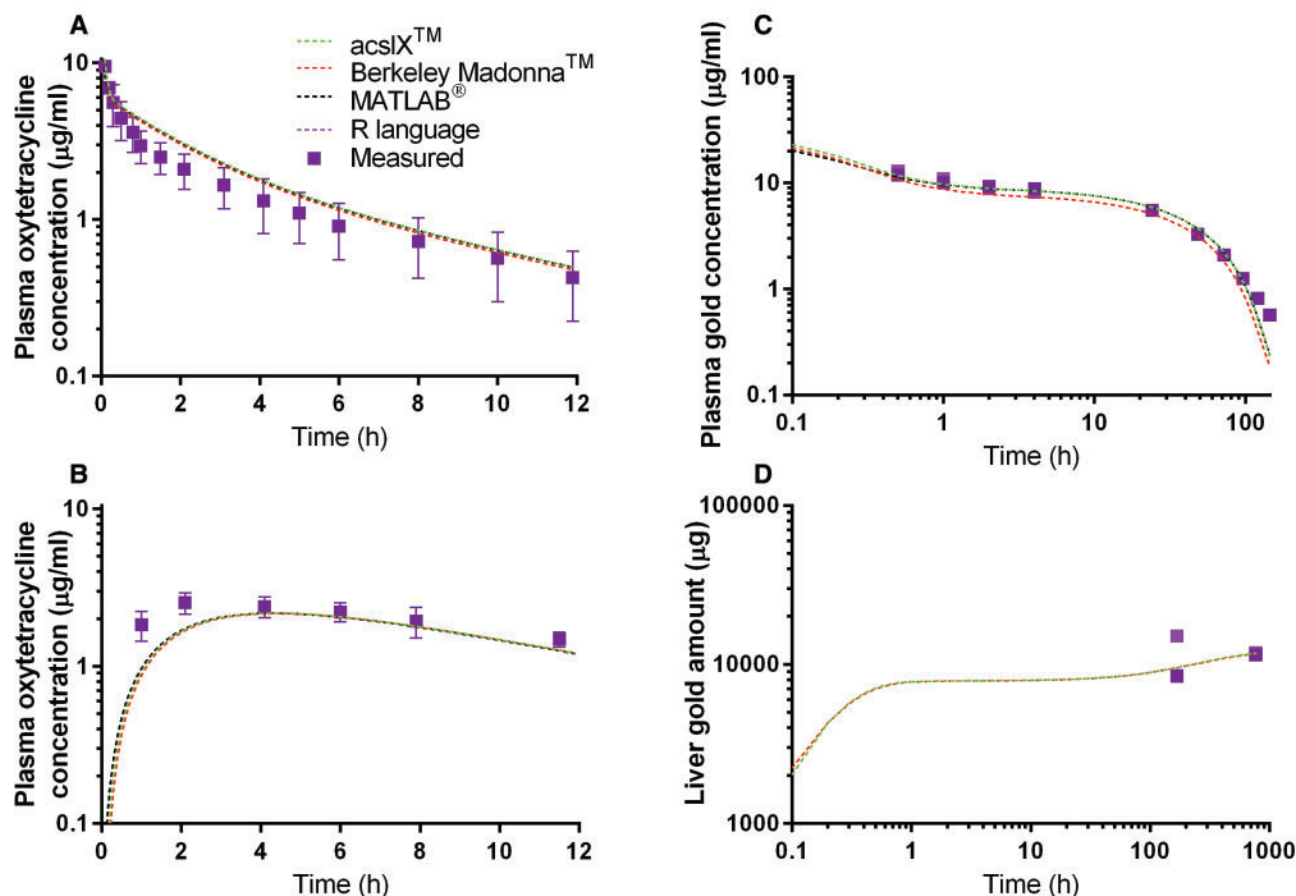 A
acslX™
Berkeley Madonna™
MATLAB®
R language
Measured
Plasma oxytetracycline
concentration (μg/ml)
10
1
0.1
0 2 4 6 8 10 12
Time (h)
B
Plasma oxytetracycline
concentration (μg/ml)
10
1
0.1
0 2 4 6 8 10 12
Time (h)
C
Plasma gold concentration (μg/ml)
100
10
1
0.1
0.1 1 10 100
Time (h)
D
Liver gold amount (μg)
100000
10000
1000
0.1 1 10 100 1000
Time (h)